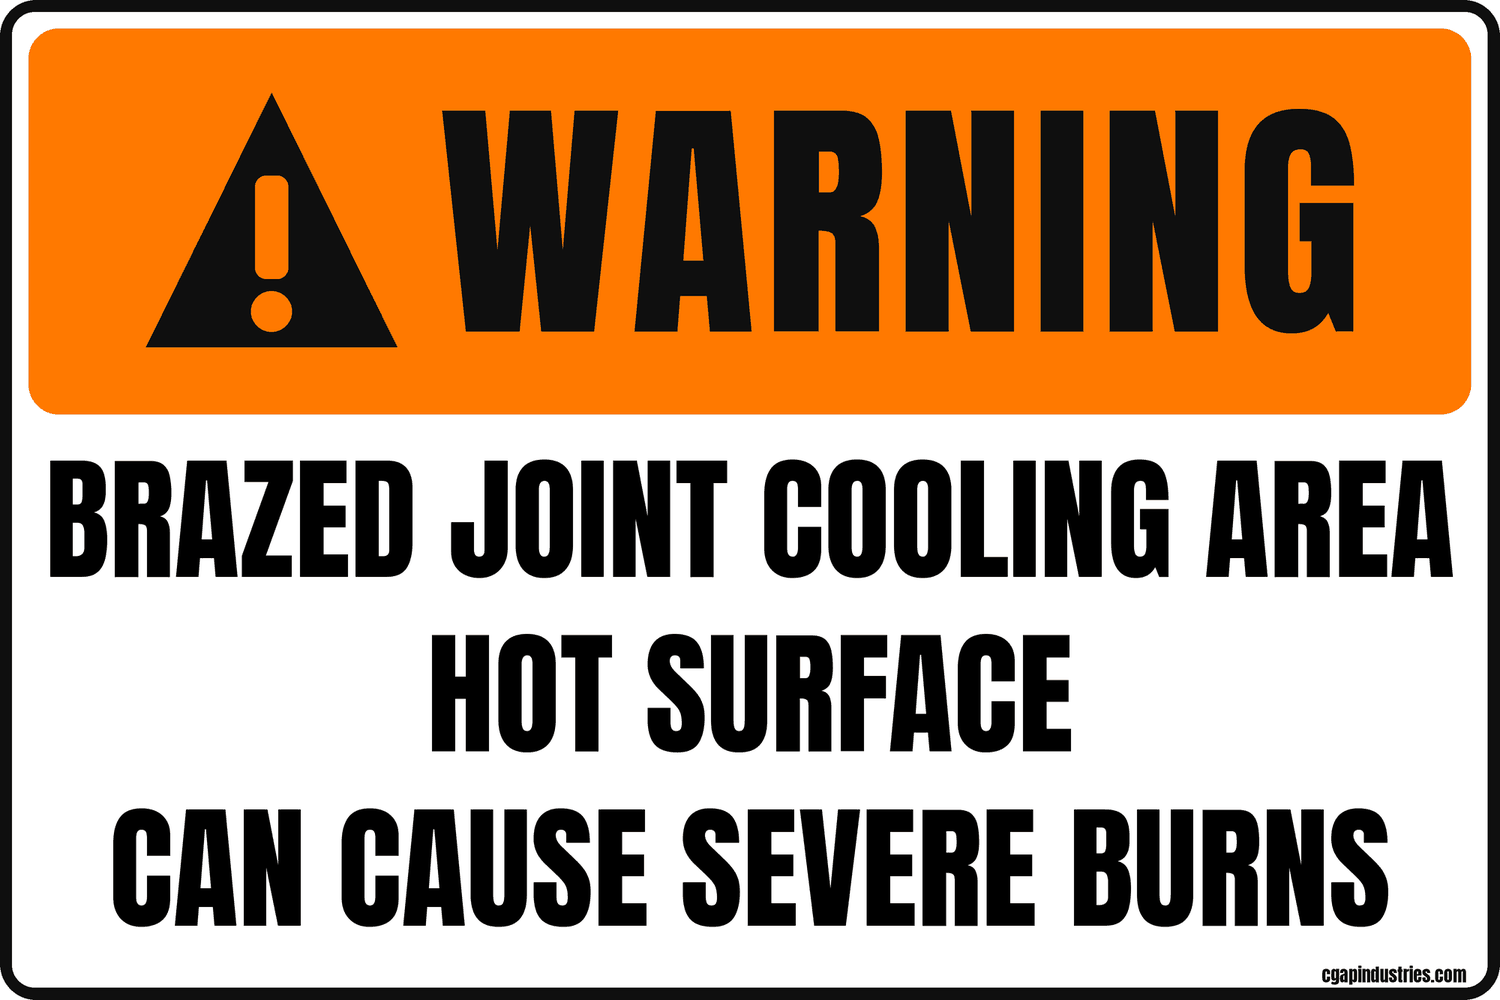 WARNING
BRAZED JOINT COOLING AREA
HOT SURFACE
CAN CAUSE SEVERE BURNS
cgapindustries.com